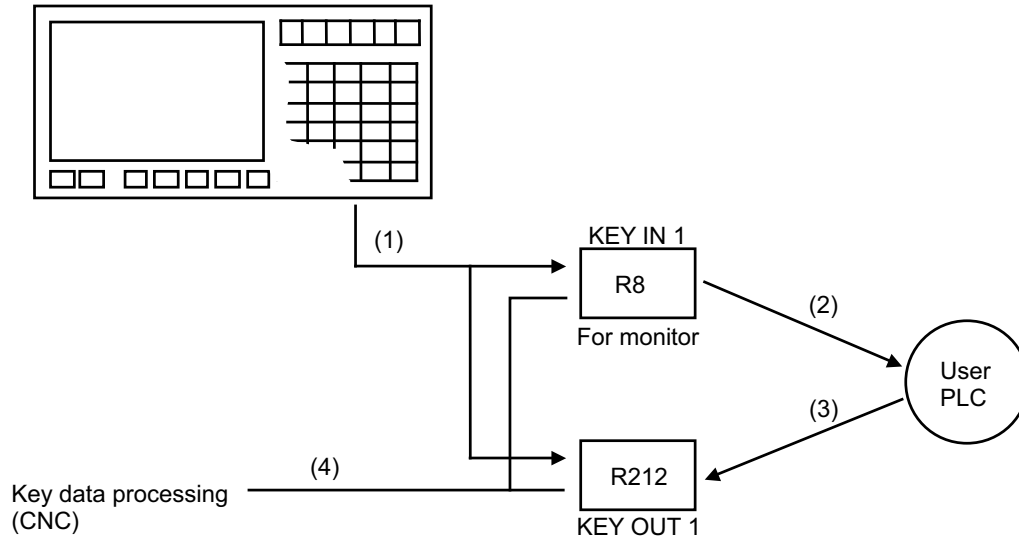 (1)
KEY IN 1
R8
For monitor
(2)
User
PLC
(3)
R212
KEY OUT 1
(4)
Key data processing
(CNC)